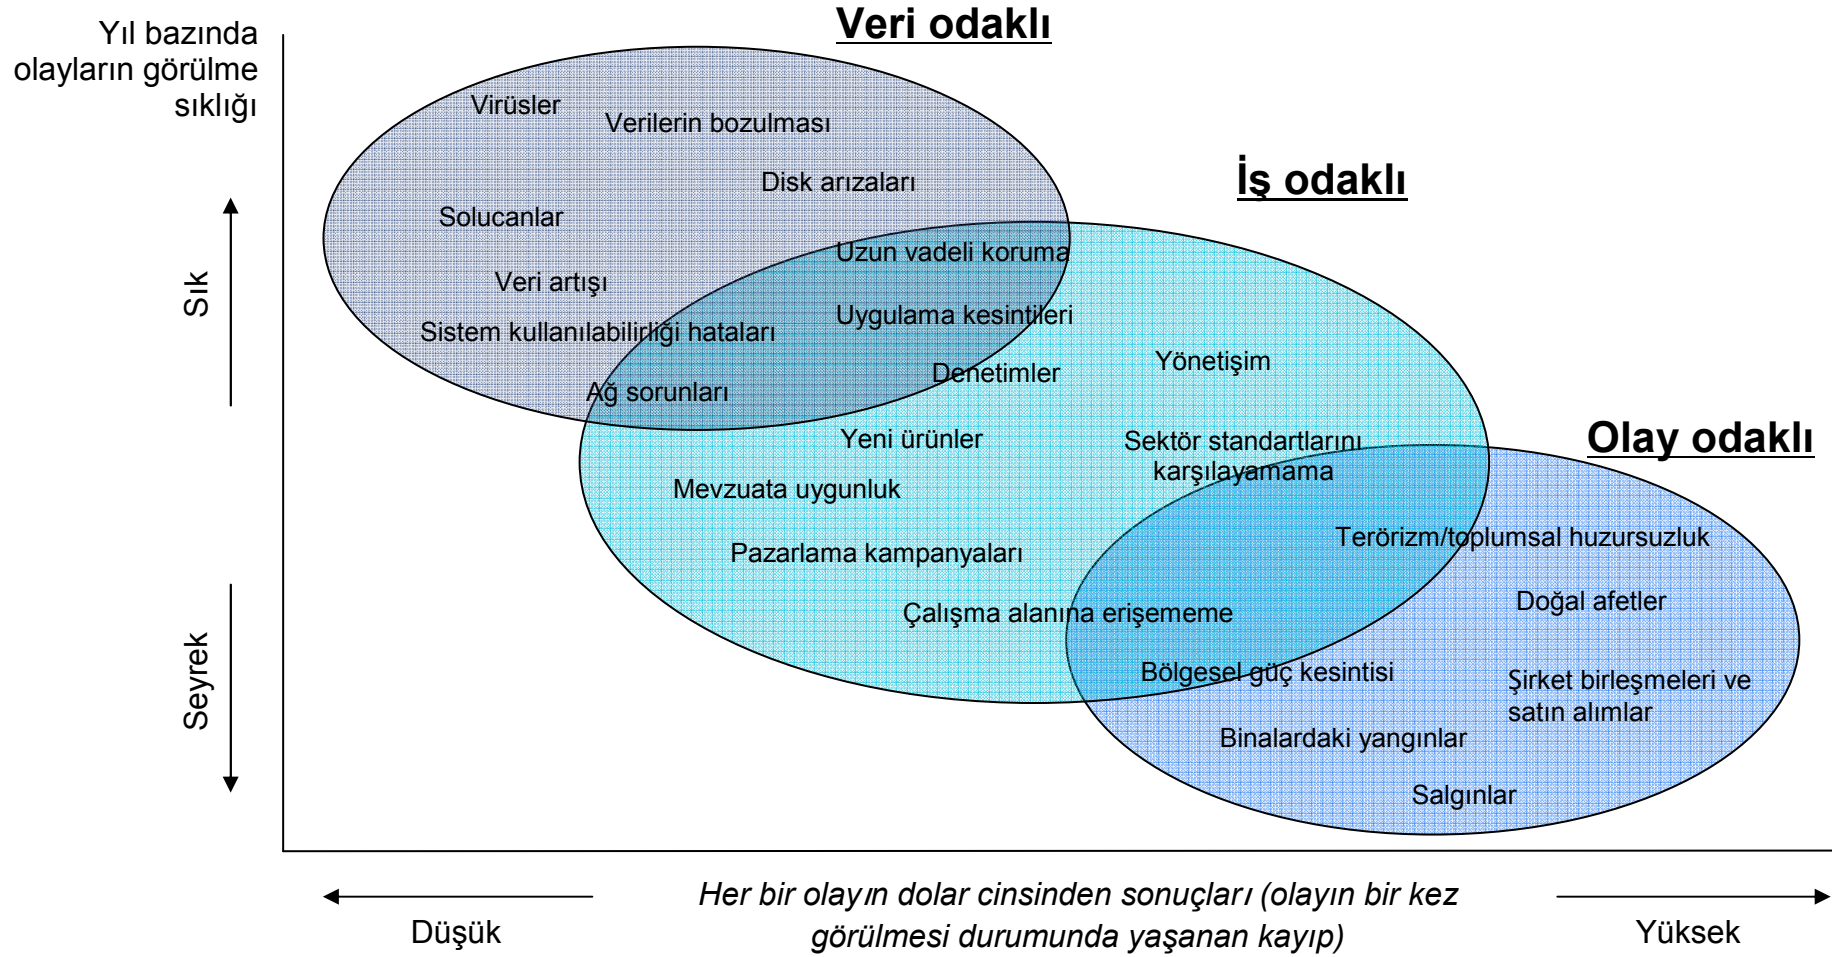 Veri odaklı
Yıl bazında
olayların görülme
sıklığı
Virüsler
Verilerin bozulması
Disk arızaları
İş odaklı
Solucanlar
Uzun vadeli koruma
Sık
Veri artışı
Uygulama kesintileri
Sistem kullanılabilirliği hataları
Yönetişim
Denetimler
Ağ sorunları
Yeni ürünler
Sektör standartlarını
karşılayamama
Olay odaklı
Mevzuata uygunluk
Terörizm/toplumsal huzursuzluk
Pazarlama kampanyaları
Doğal afetler
Çalışma alanına erişememe
Seyrek
Bölgesel güç kesintisi
Şirket birleşmeleri ve
satın alımlar
Binalardaki yangınlar
Salgınlar
Her bir olayın dolar cinsinden sonuçları (olayın bir kez
görülmesi durumunda yaşanan kayıp)
Düşük
Yüksek